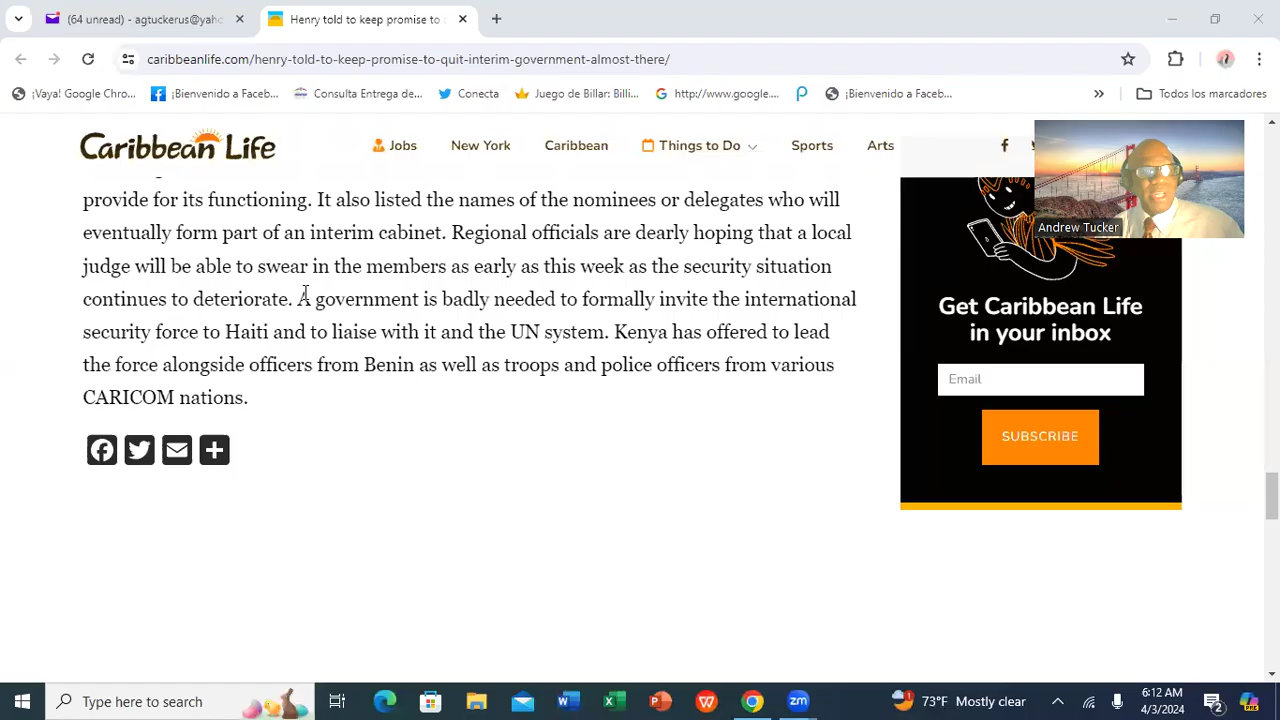 (64 unread) - agtuckerus@yaho
Henry told to keep promise to
caribbeanlife.com/henry-told-to-keep-promise-to-quit-interim-government-almost-there/
¡Vaya! Google Chro...
¡Bienvenido a Faceb...
Consulta Entrega de...
Conecta
Juego de Billar: Billi...
http://www.google....
¡Bienvenido a Faceb...
»
Todos los marcadores
Caribbean Life
Jobs
New York
Caribbean
Things to Do
Sports
Arts
provide for its functioning. It also listed the names of the nominees or delegates who will
eventually form part of an interim cabinet. Regional officials are dearly hoping that a local
judge will be able to swear in the members as early as this week as the security situation
continues to deteriorate. A government is badly needed to formally invite the international
security force to Haiti and to liaise with it and the UN system. Kenya has offered to lead
the force alongside officers from Benin as well as troops and police officers from various
CARICOM nations.
Andrew Tucker
Get Caribbean Life
in your inbox
Email
SUBSCRIBE
Type here to search
73°F Mostly clear
6:12 AM
4/3/2024
2